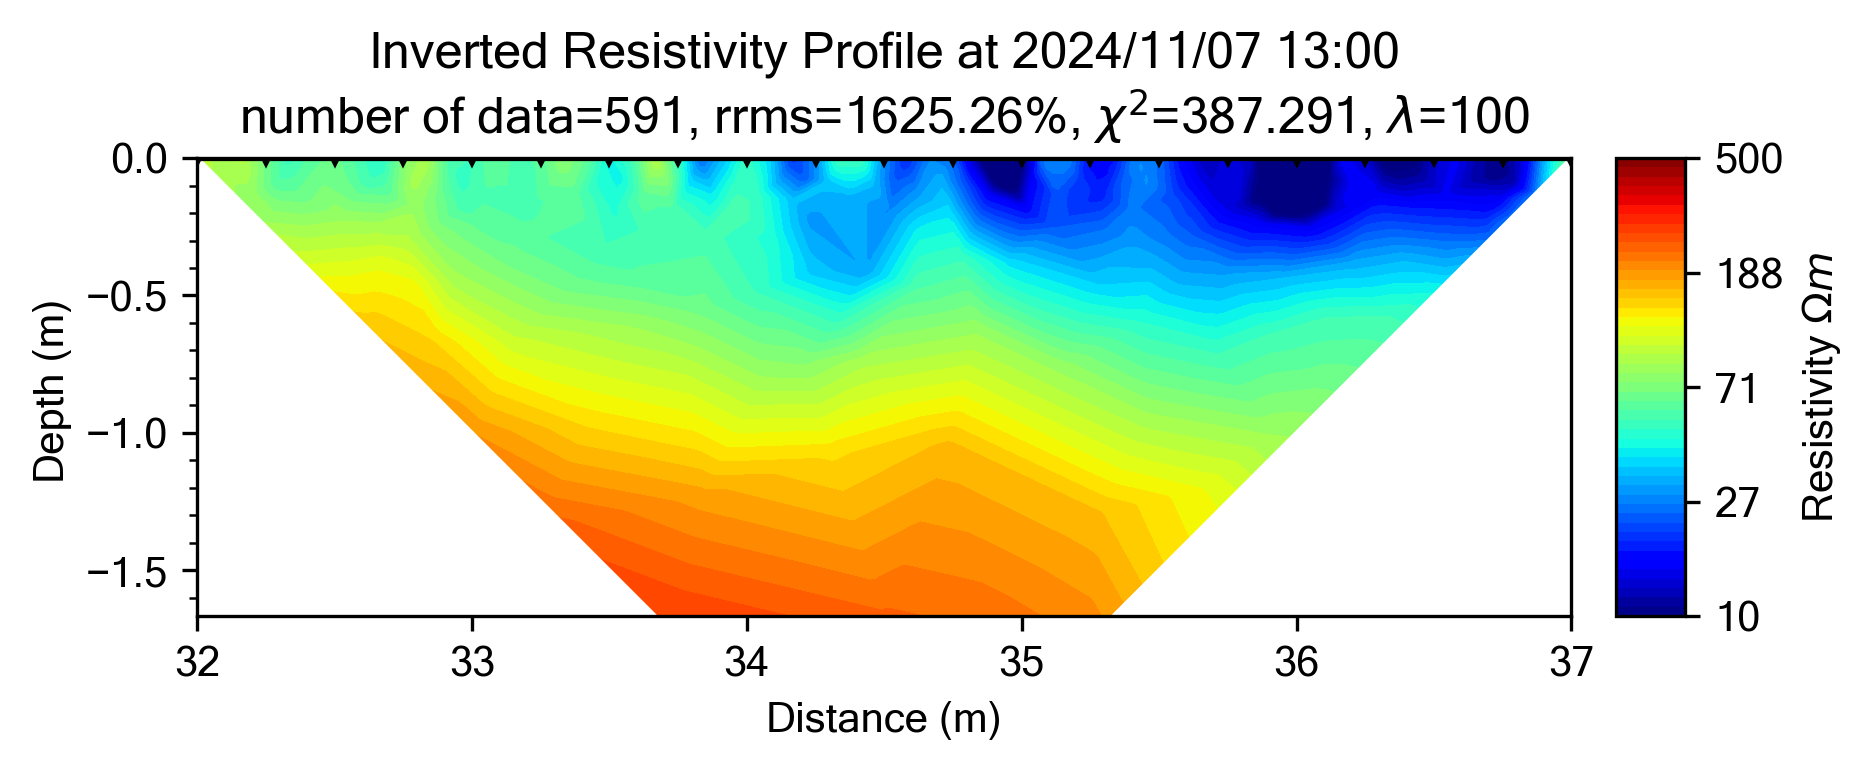 Inverted Resistivity Profile at 2024/11/07 13:00
number of data=591, rrms=1625.26%, χ²=387.291, λ=100
0.0
−0.5
−1.0
−1.5
Depth (m)
32 33 34 35 36 37
Distance (m)
500
188
71
27
10
Resistivity Ωm